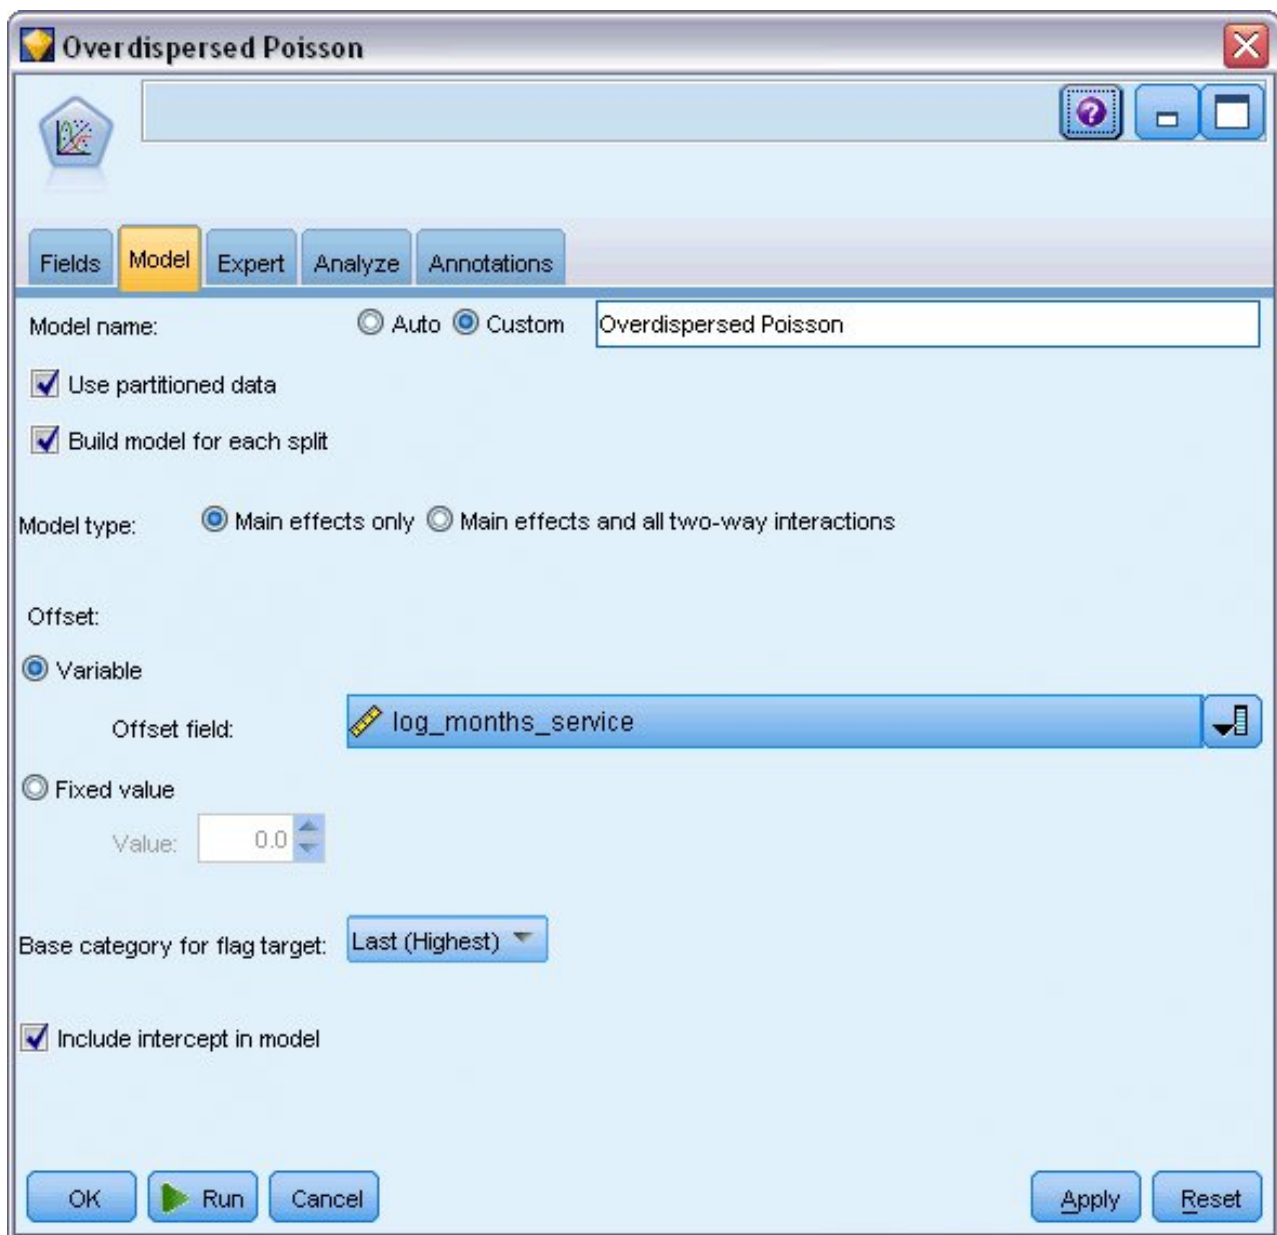 Overdispersed Poisson
?
Fields Model Expert Analyze Annotations
Model name: Auto Custom Overdispersed Poisson
Use partitioned data
Build model for each split
Model type: Main effects only Main effects and all two-way interactions
Offset:
Variable
Offset field: log_months_service
Fixed value
Value: 0.0
Base category for flag target: Last (Highest)
Include intercept in model
OK Run Cancel Apply Reset